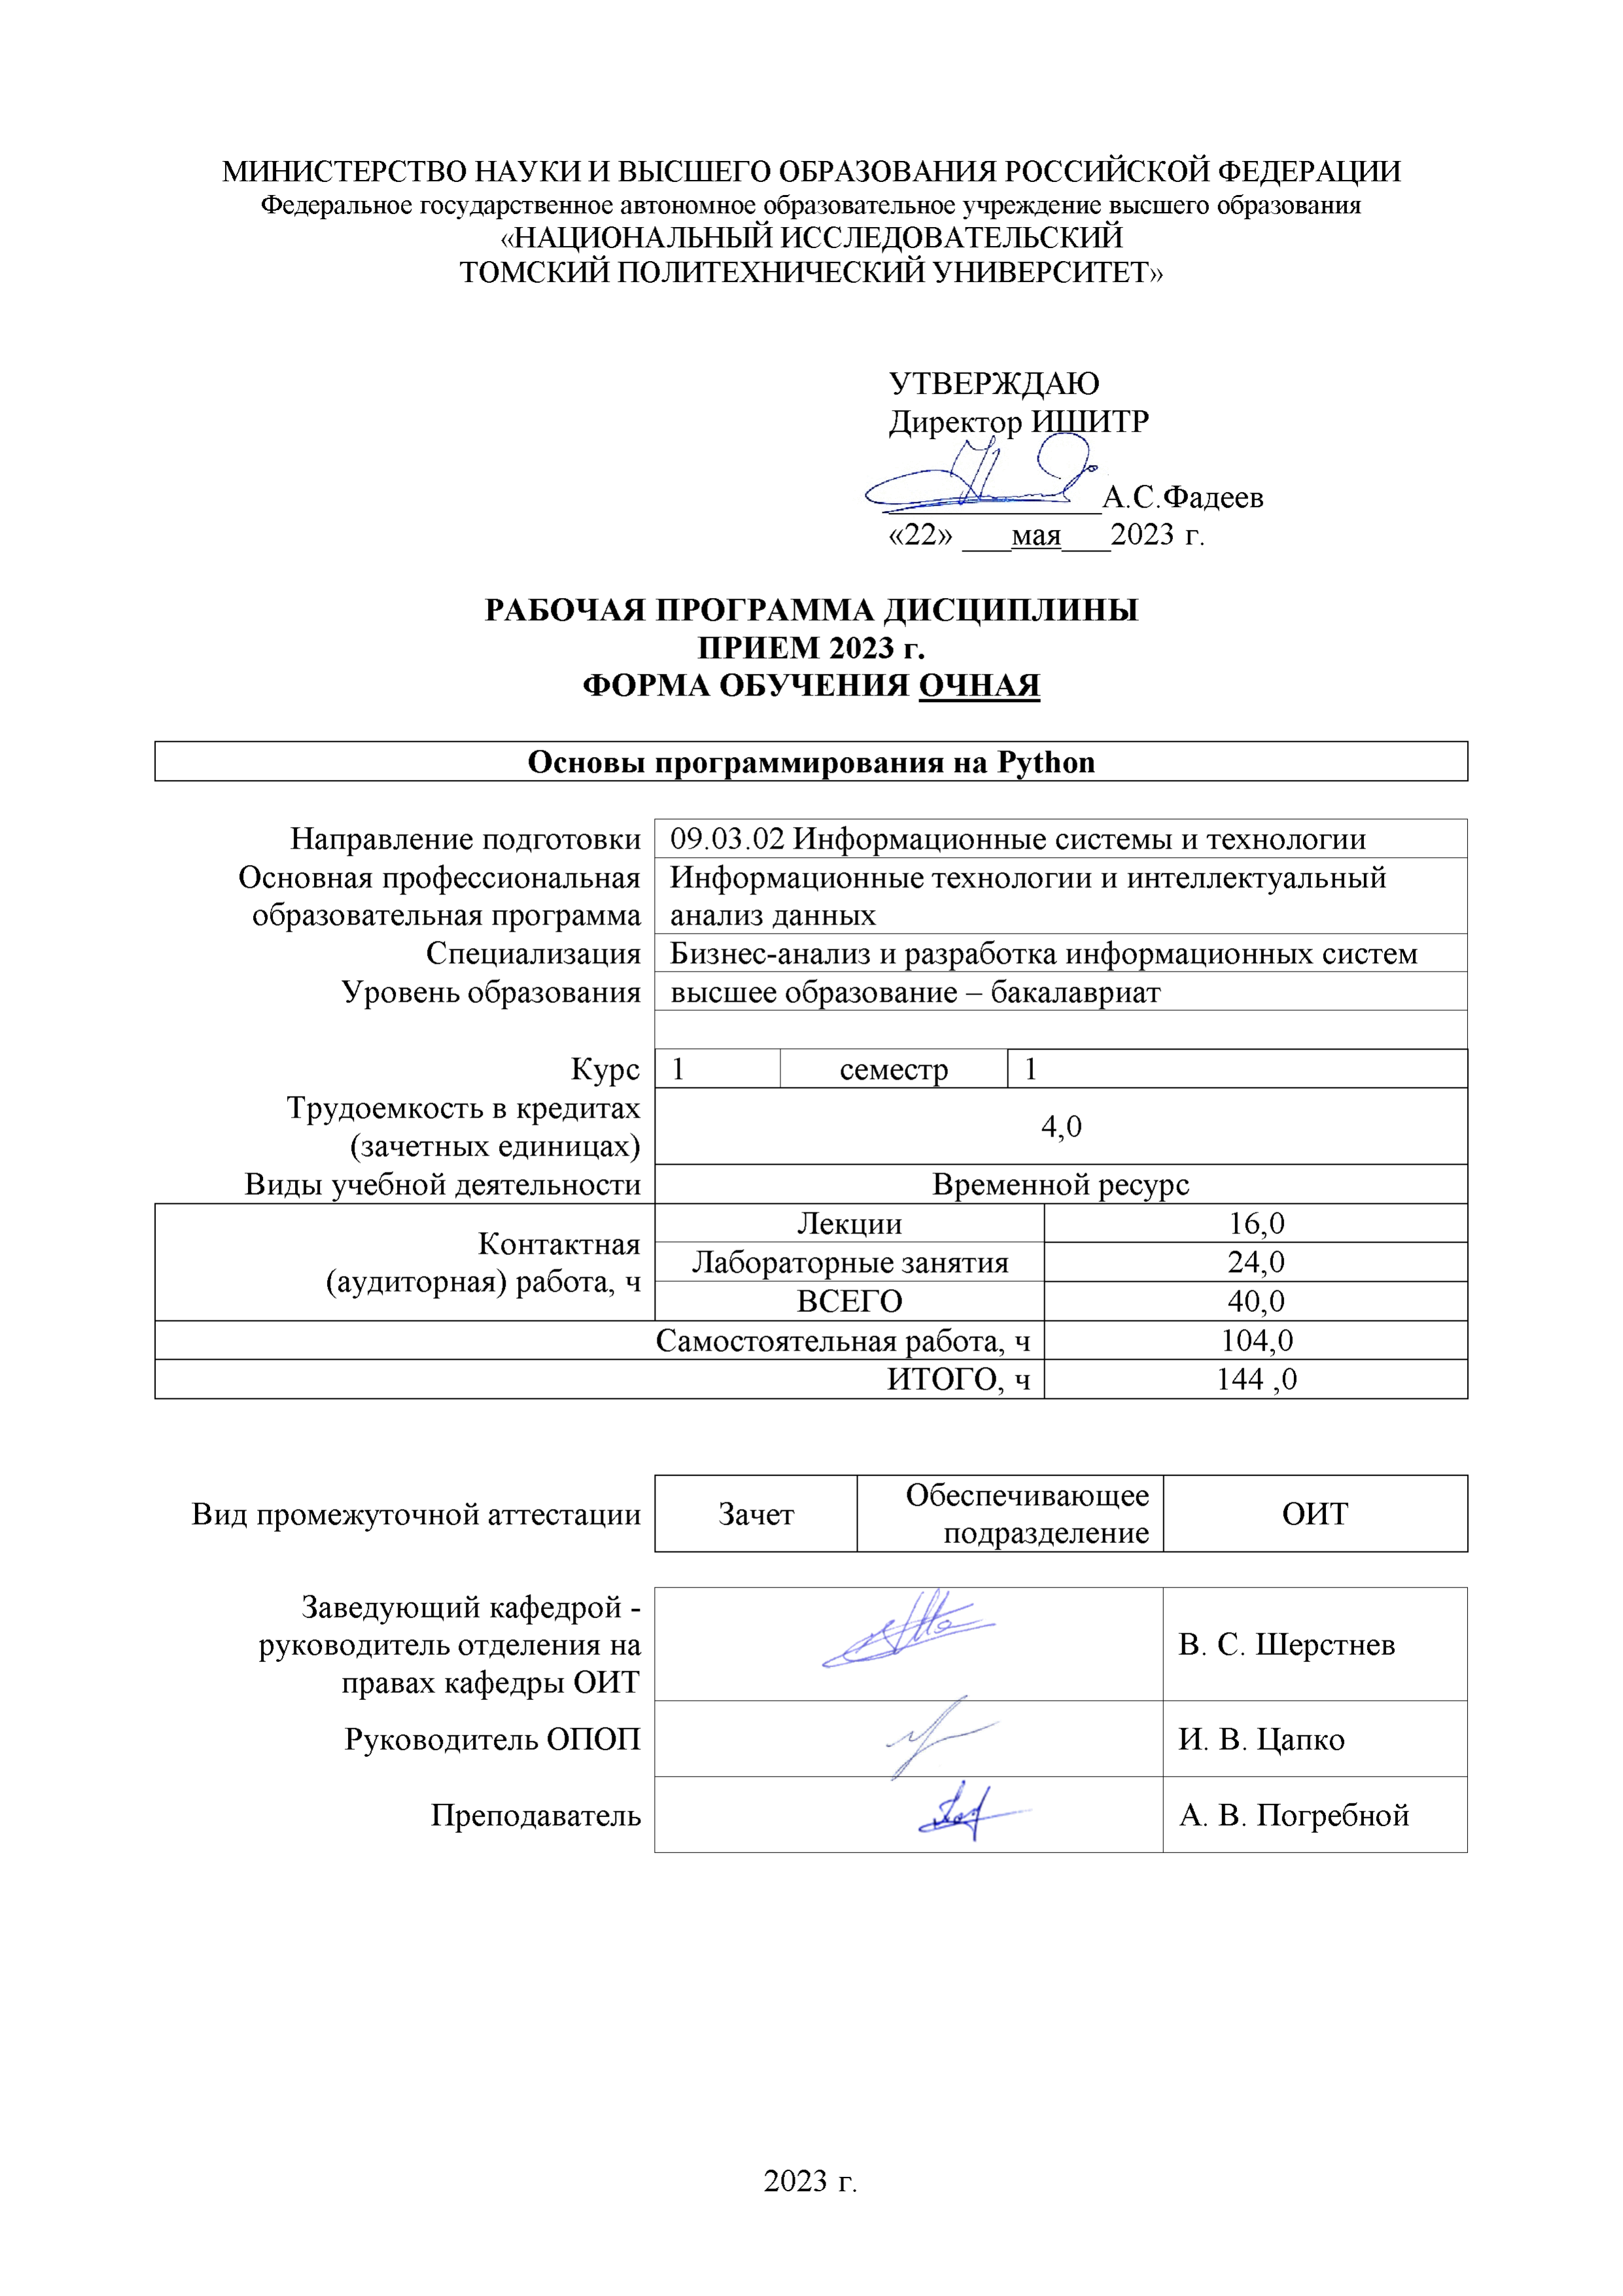 МИНИСТЕРСТВО НАУКИ И ВЫСШЕГО ОБРАЗОВАНИЯ РОССИЙСКОЙ ФЕДЕРАЦИИ
Федеральное государственное автономное образовательное учреждение высшего образования
«НАЦИОНАЛЬНЫЙ ИССЛЕДОВАТЕЛЬСКИЙ
ТОМСКИЙ ПОЛИТЕХНИЧЕСКИЙ УНИВЕРСИТЕТ»
УТВЕРЖДАЮ
Директор ИШИТР
А.С.Фадеев
«22» ___мая___2023 г.
РАБОЧАЯ ПРОГРАММА ДИСЦИПЛИНЫ
ПРИЕМ 2023 г.
ФОРМА ОБУЧЕНИЯ ОЧНАЯ
Основы программирования на Python
Направление подготовки 09.03.02 Информационные системы и технологии
Основная профессиональная Информационные технологии и интеллектуальный
образовательная программа анализ данных
Специализация Бизнес-анализ и разработка информационных систем
Уровень образования высшее образование – бакалавриат
Курс 1 семестр 1
Трудоемкость в кредитах
(зачетных единицах) 4,0
Виды учебной деятельности Временной ресурс
Контактная
(аудиторная) работа, ч
Лекции 16,0
Лабораторные занятия 24,0
ВСЕГО 40,0
Самостоятельная работа, ч 104,0
ИТОГО, ч 144 ,0
Вид промежуточной аттестации Зачет Обеспечивающее
подразделение ОИТ
Заведующий кафедрой -
руководитель отделения на В. С. Шерстнев
правах кафедры ОИТ
Руководитель ОПОП И. В. Цапко
Преподаватель А. В. Погребной
2023 г.